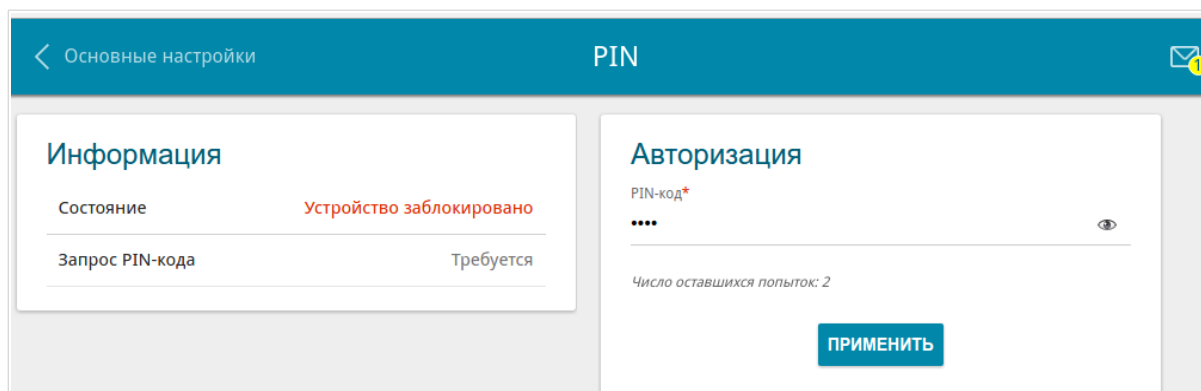 Основные настройки
PIN
1
Информация
Состояние Устройство заблокировано
Запрос PIN-кода Требуется
Авторизация
PIN-код*
••••
Число оставшихся попыток: 2
ПРИМЕНИТЬ